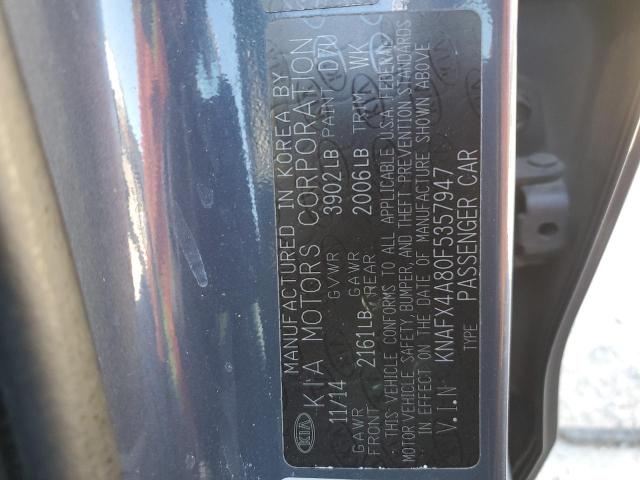 KIA
MANUFACTURED IN KOREA BY
KIA MOTORS CORPORATION
11/14 GVWR 3902LB PAINT D7U
GAWR FRONT 2161LB GAWR REAR 2006LB TRIM WK
THIS VEHICLE CONFORMS TO ALL APPLICABLE U.S.A FEDERAL
MOTOR VEHICLE SAFETY, BUMPER, AND THEFT PREVENTION STANDARDS
IN EFFECT ON THE DATE OF MANUFACTURE SHOWN ABOVE
V.I.N KNAFX4A80F5357947
TYPE PASSENGER CAR